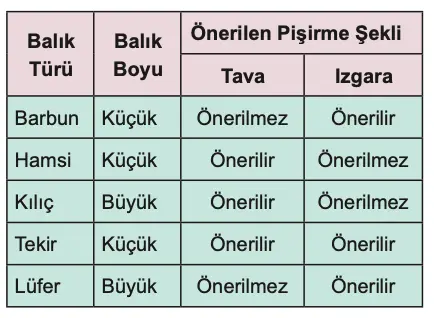 Balık Türü Balık Boyu Önerilen Pişirme Şekli
Tava Izgara
Barbun Küçük Önerilmez Önerilir
Hamsi Küçük Önerilir Önerilmez
Kılıç Büyük Önerilir Önerilmez
Tekir Küçük Önerilir Önerilir
Lüfer Büyük Önerilmez Önerilir